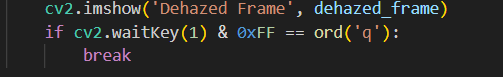 cv2.imshow('Dehazed Frame', dehazed_frame)
if cv2.waitKey(1) & 0xFF == ord('q'):
break